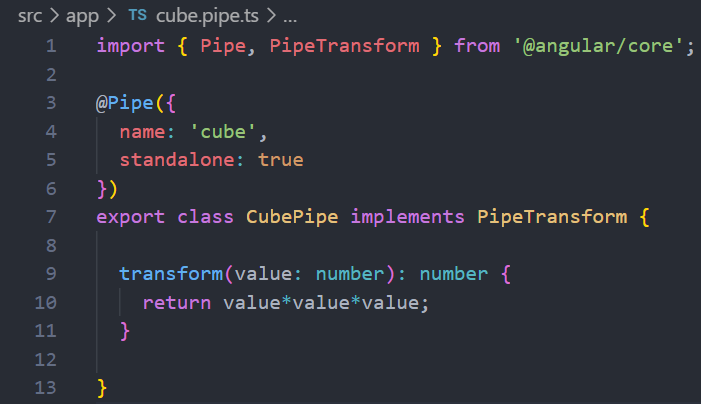 src > app > TS cube.pipe.ts > ...
1 import { Pipe, PipeTransform } from '@angular/core';
2
3 @Pipe({
4   name: 'cube',
5   standalone: true
6 })
7 export class CubePipe implements PipeTransform {
8
9   transform(value: number): number {
10     return value*value*value;
11   }
12
13 }